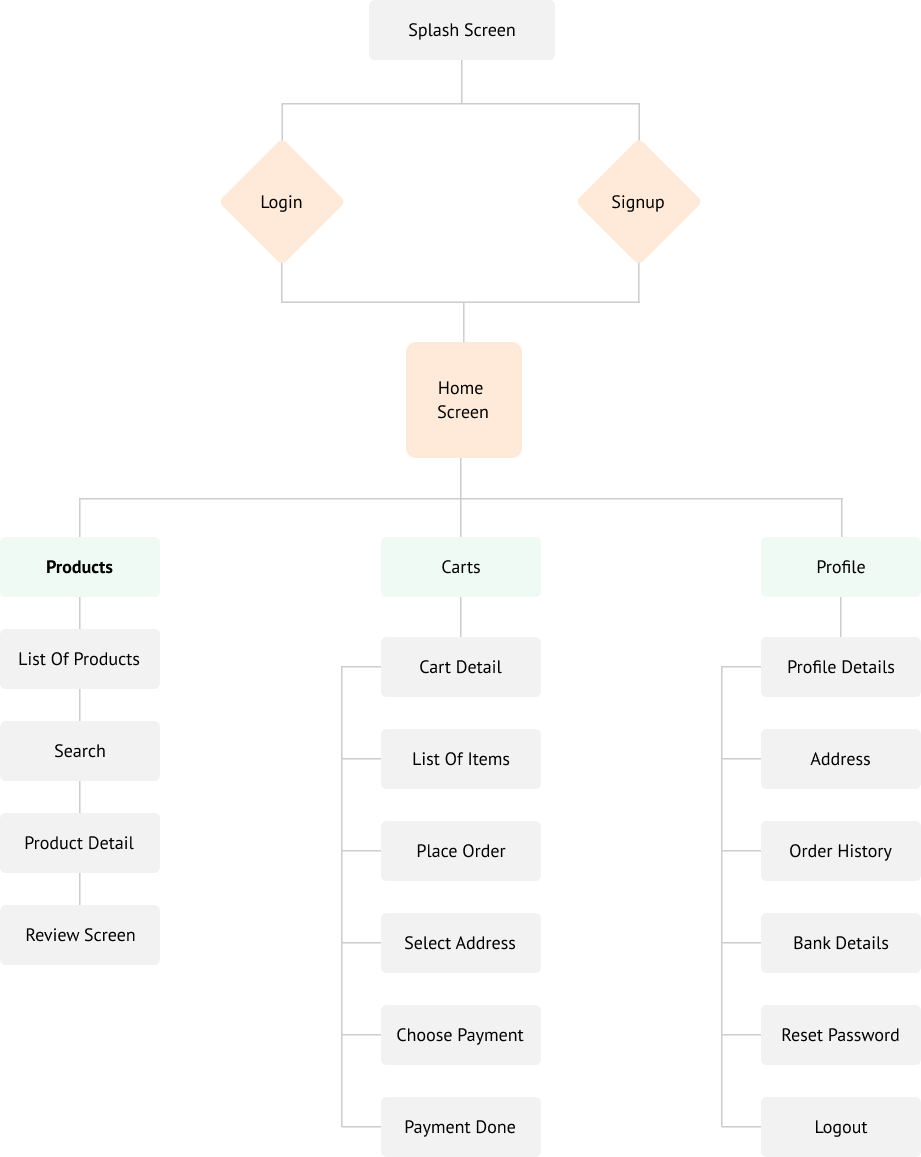 Splash Screen
Login
Signup
Home
Screen
Products
Carts
Profile
List Of Products
Search
Product Detail
Review Screen
Cart Detail
List Of Items
Place Order
Select Address
Choose Payment
Payment Done
Profile Details
Address
Order History
Bank Details
Reset Password
Logout